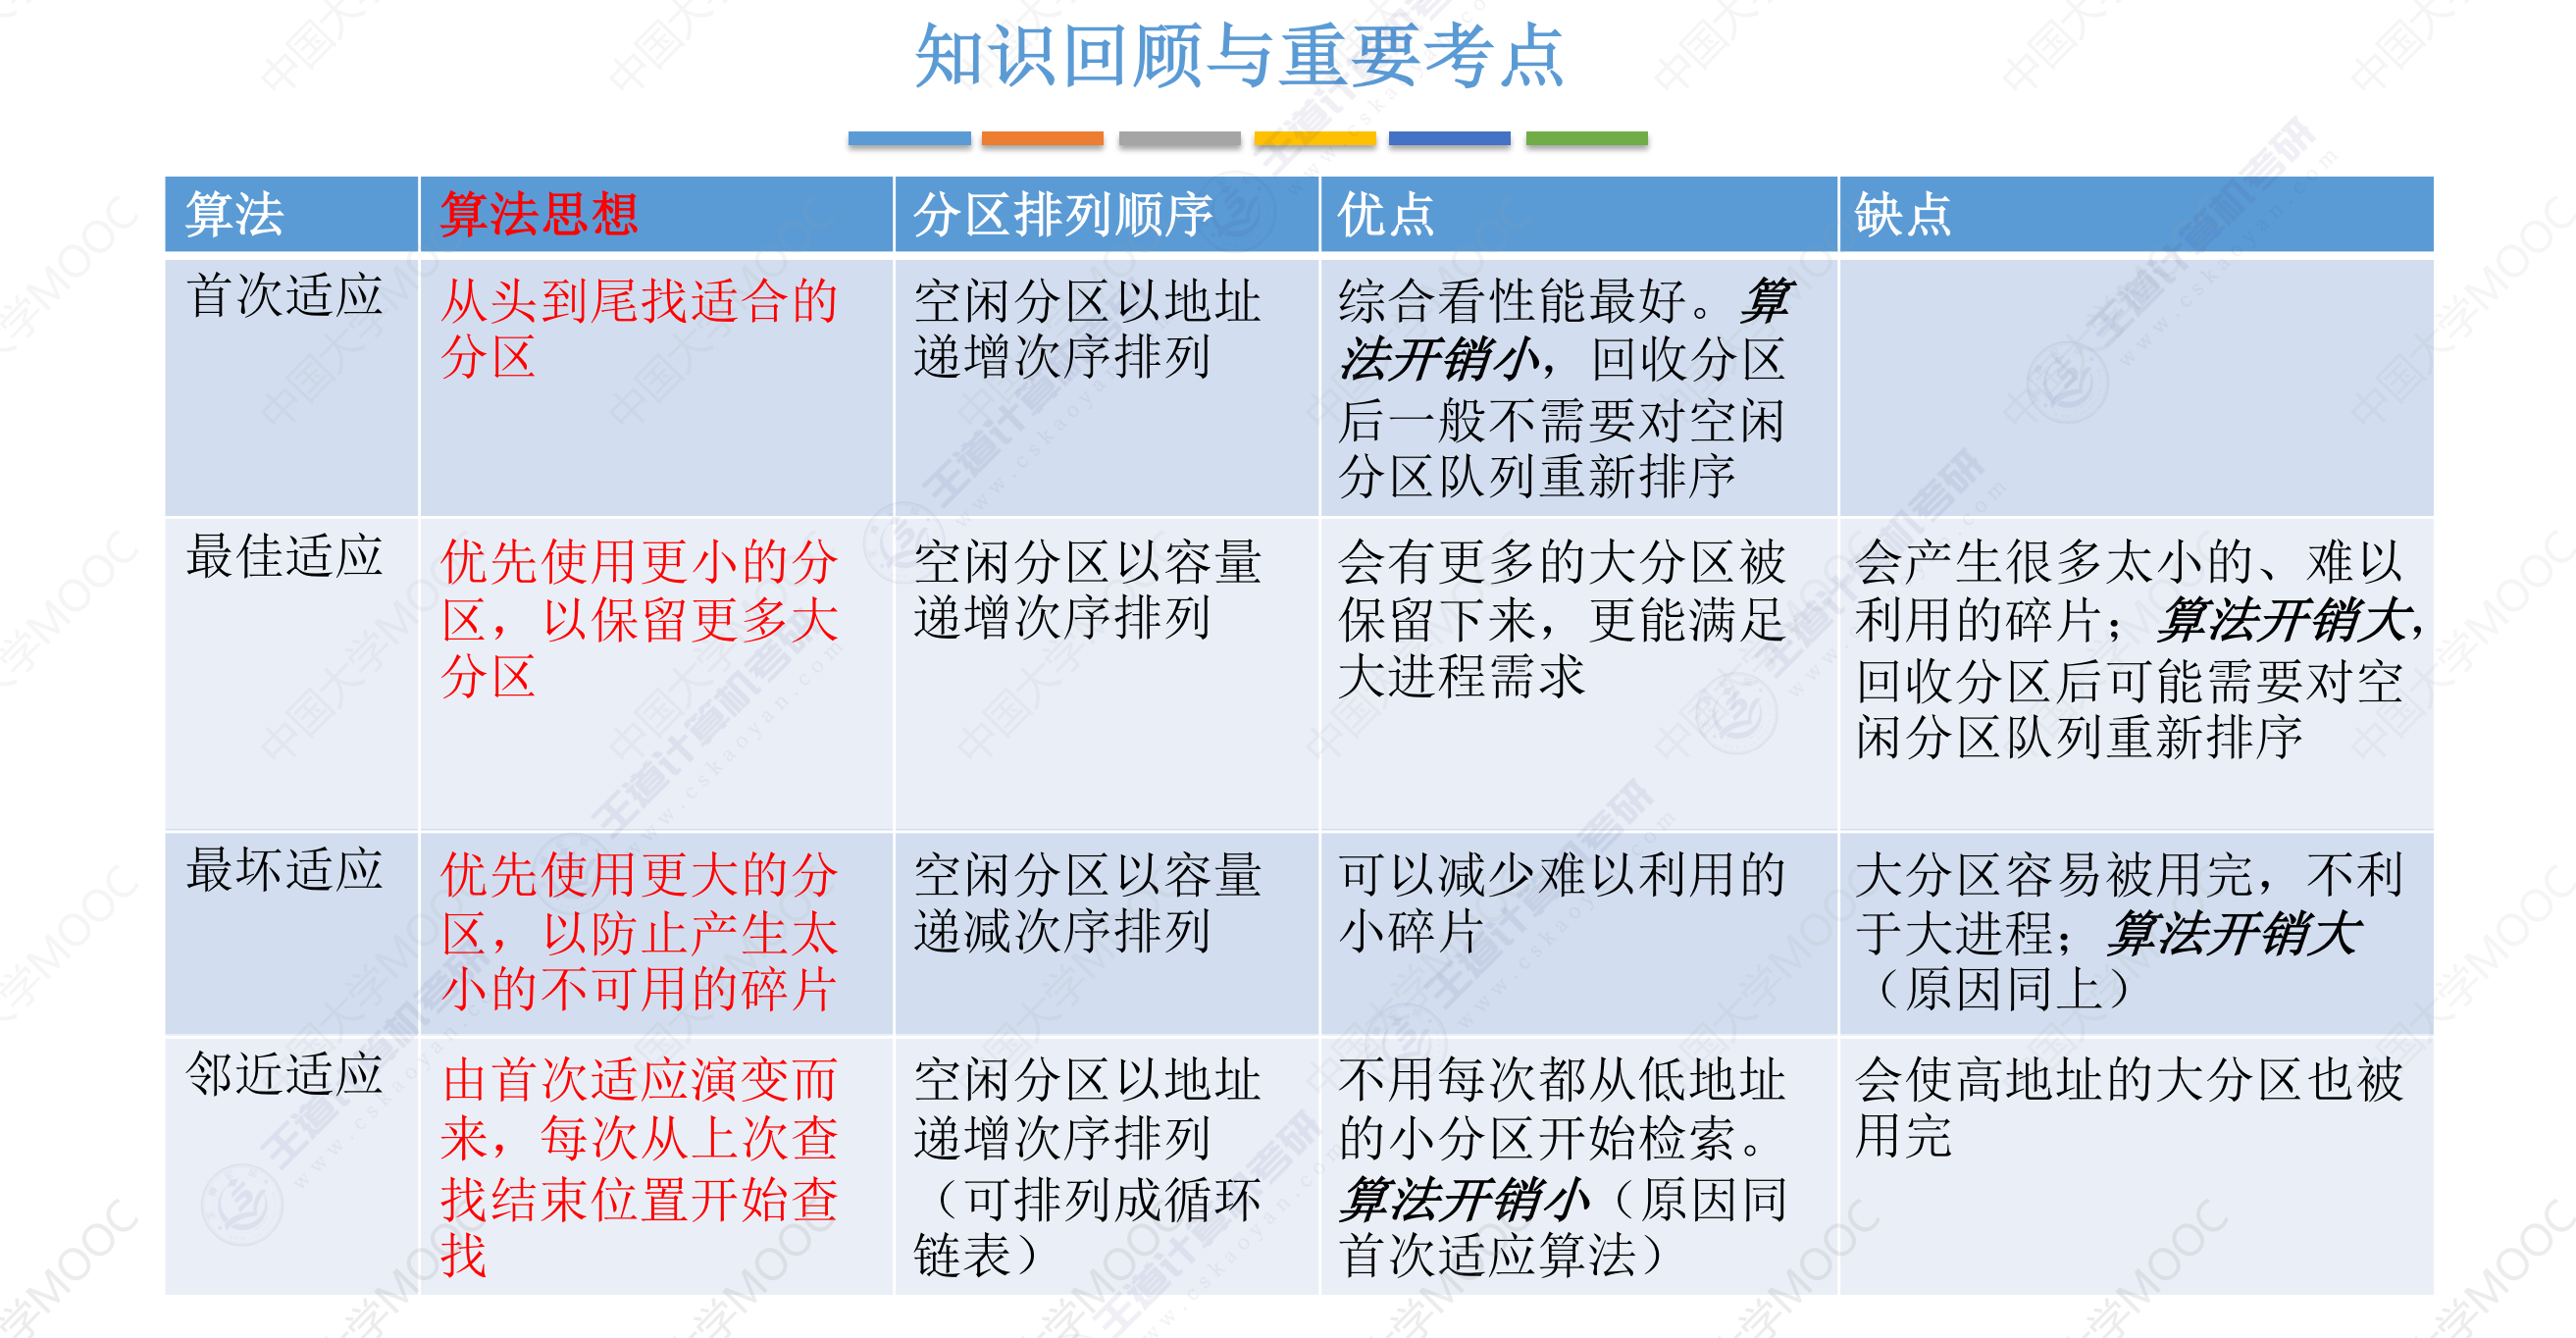 知识回顾与重要考点
算法
算法思想
分区排列顺序
优点
缺点
首次适应
从头到尾找适合的
分区
空闲分区以地址
递增次序排列
综合看性能最好。算
法开销小，回收分区
后一般不需要对空闲
分区队列重新排序
最佳适应
优先使用更小的分
区，以保留更多大
分区
空闲分区以容量
递增次序排列
会有更多的大分区被
保留下来，更能满足
大进程需求
会产生很多太小的、难以
利用的碎片；算法开销大，
回收分区后可能需要对空
闲分区队列重新排序
最坏适应
优先使用更大的分
区，以防止产生太
小的不可用的碎片
空闲分区以容量
递减次序排列
可以减少难以利用的
小碎片
大分区容易被用完，不利
于大进程；算法开销大
（原因同上）
邻近适应
由首次适应演变而
来，每次从上次查
找结束位置开始查
找
空闲分区以地址
递增次序排列
（可排列成循环
链表）
不用每次都从低地址
的小分区开始检索。
算法开销小（原因同
首次适应算法）
会使高地址的大分区也被
用完
中国大学MOOC
王道计算机考研
www.cskaoyan.com